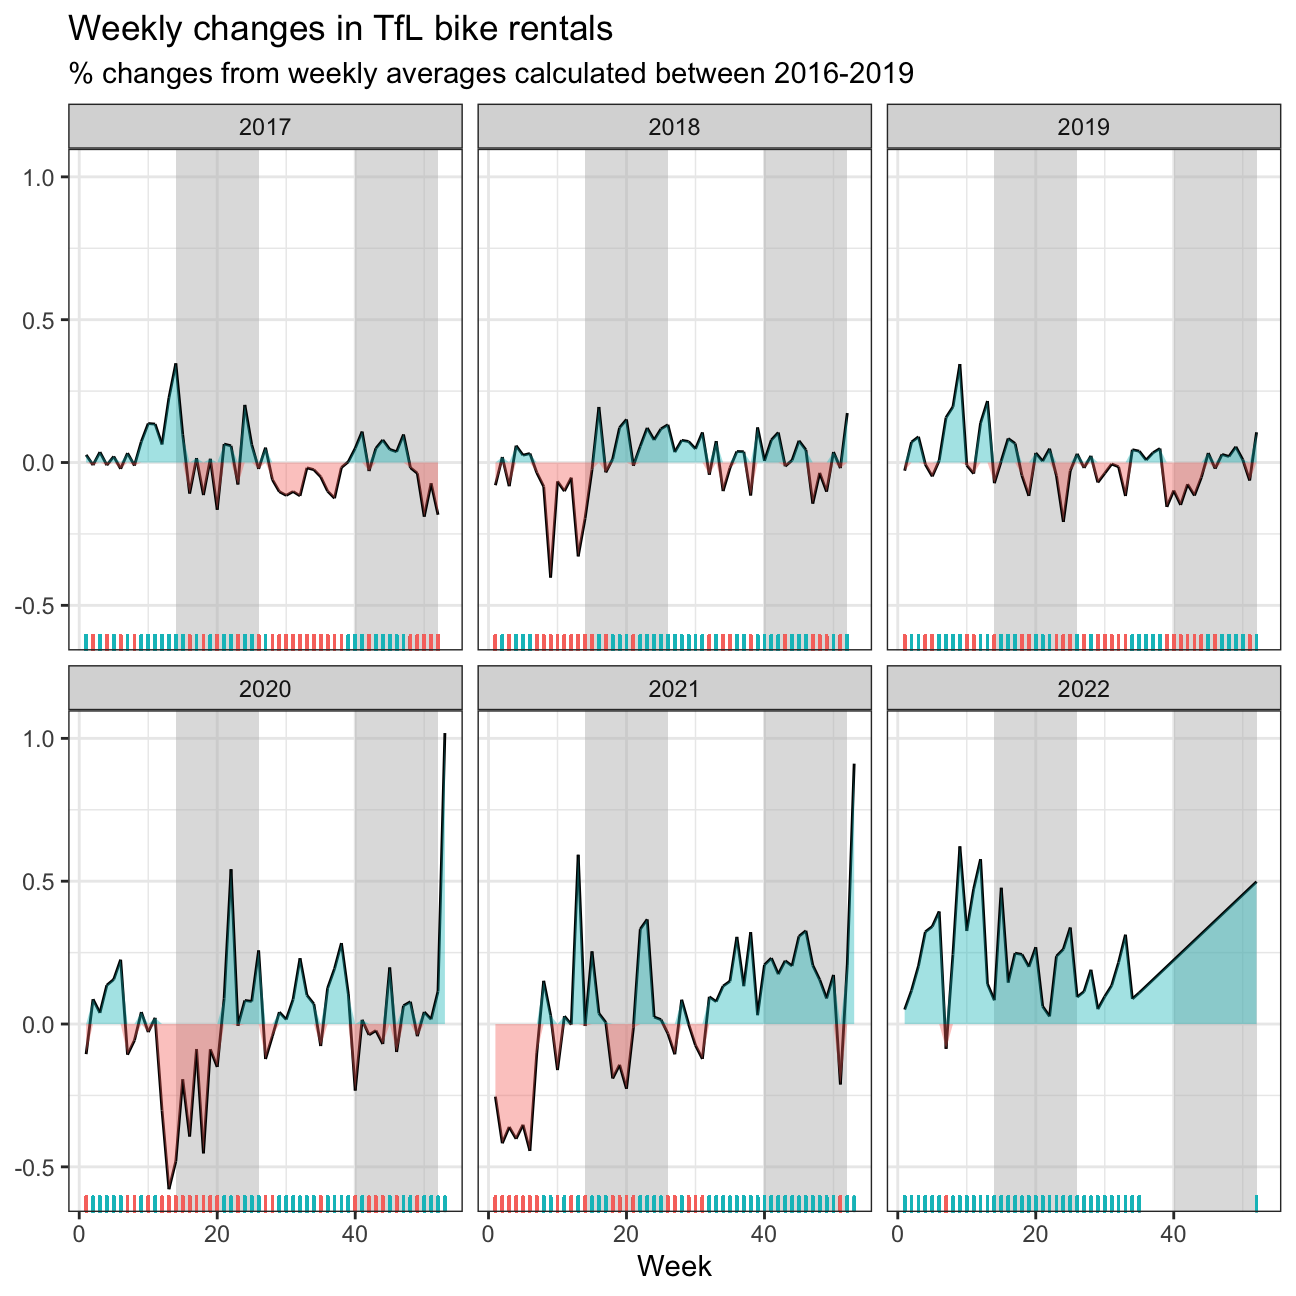 Weekly changes in TfL bike rentals
% changes from weekly averages calculated between 2016-2019
2017 2018 2019
1.0
0.5
0.0
-0.5
2020 2021 2022
1.0
0.5
0.0
-0.5
0 20 40 0 20 40 0 20 40
Week